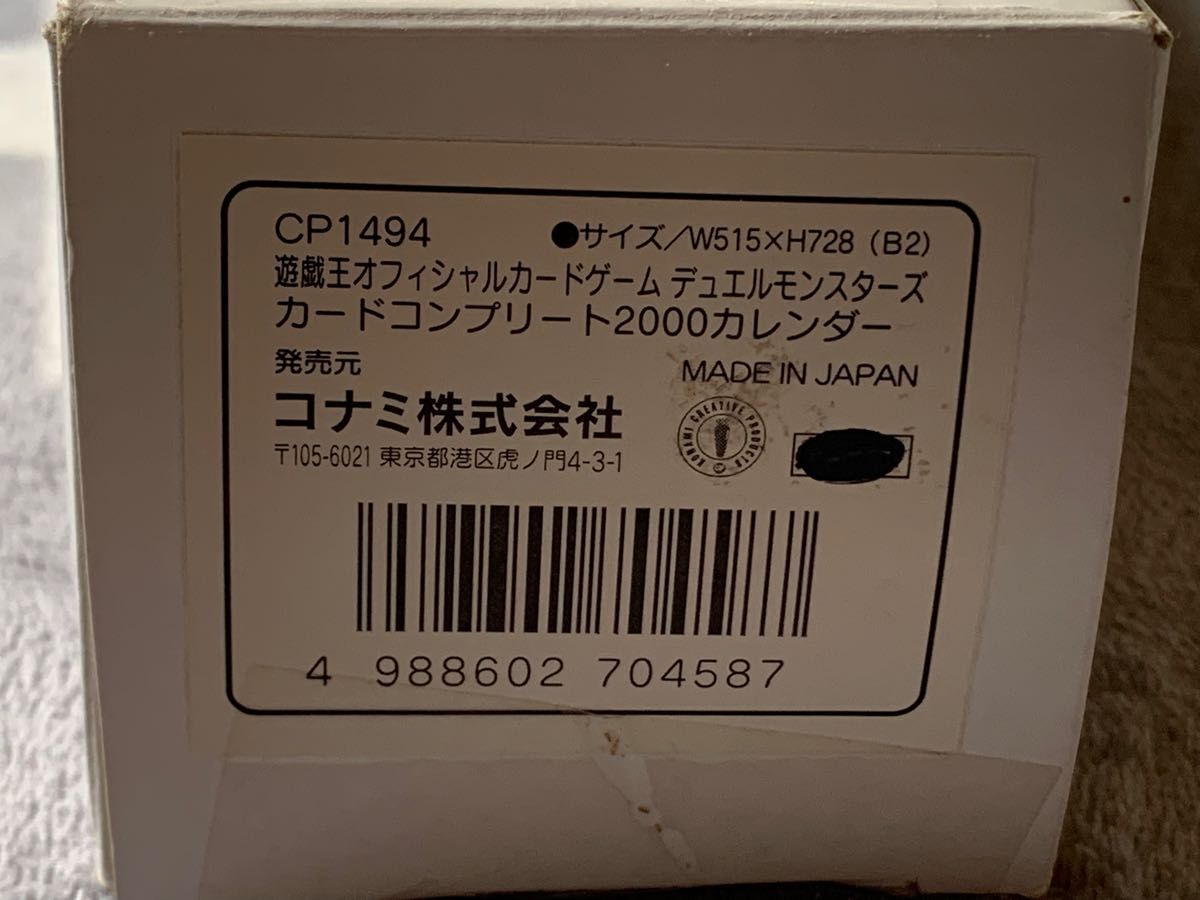 CP1494 ●サイズ/W515×H728（B2）
遊戯王オフィシャルカードゲーム デュエルモンスターズ
カードコンプリート2000カレンダー
発売元
MADE IN JAPAN
コナミ株式会社
KONAMI CREATIVE PRODUCTS
〒105-6021 東京都港区虎ノ門4-3-1
4 988602 704587